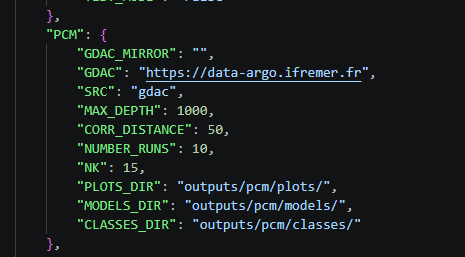 },
"PCM": {
"GDAC_MIRROR": "",
"GDAC": "https://data-argo.ifremer.fr",
"SRC": "gdac",
"MAX_DEPTH": 1000,
"CORR_DISTANCE": 50,
"NUMBER_RUNS": 10,
"NK": 15,
"PLOTS_DIR": "outputs/pcm/plots/",
"MODELS_DIR": "outputs/pcm/models/",
"CLASSES_DIR": "outputs/pcm/classes/"
},